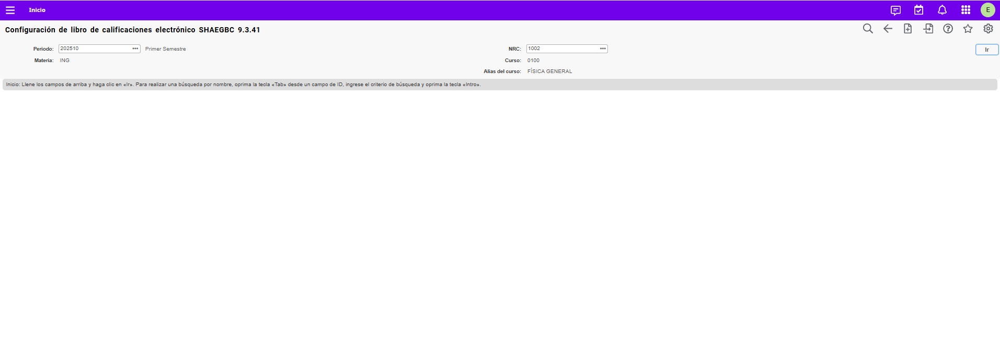 Inicio
E
Configuración de libro de calificaciones electrónico SHAEGBC 9.3.41
Periodo: 202510 ••• Primer Semestre NRC: 1002 ••• Ir
Materia: ING Curso: 0100
Alias del curso: FÍSICA GENERAL
Inicio: Llene los campos de arriba y haga clic en «Ir». Para realizar una búsqueda por nombre, oprima la tecla «Tab» desde un campo de ID, ingrese el criterio de búsqueda y oprima la tecla «Intro».